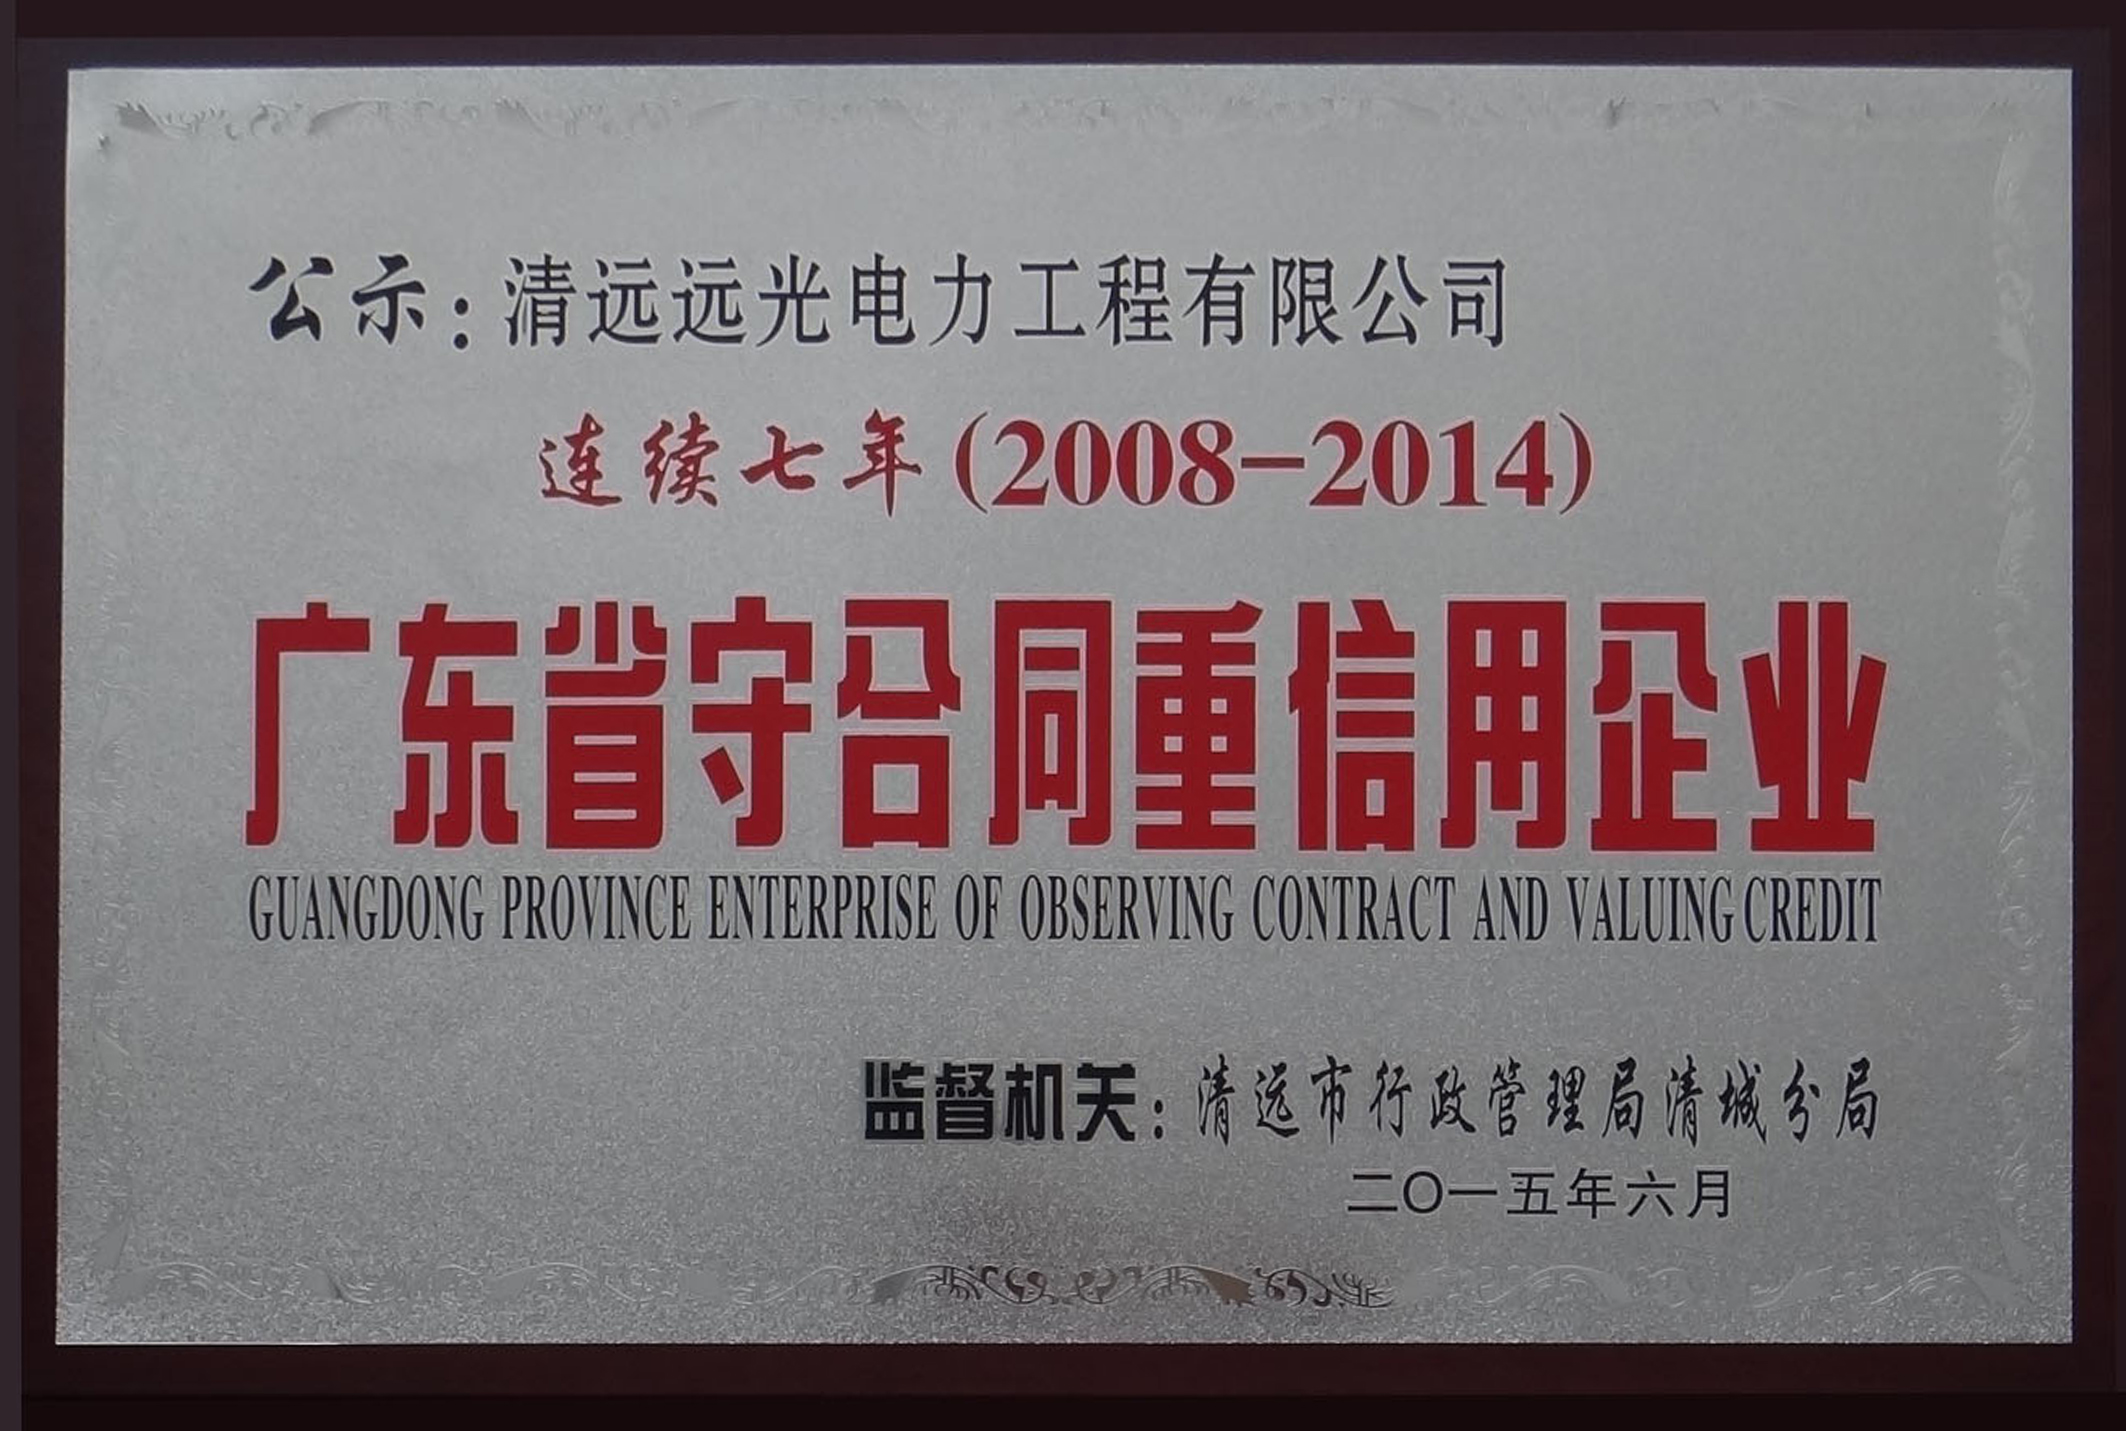 公示：清远远光电力工程有限公司
连续七年(2008-2014)
广东省守合同重信用企业
GUANGDONG PROVINCE ENTERPRISE OF OBSERVING CONTRACT AND VALUING CREDIT
监督机关：清远市行政管理局清城分局
二〇一五年六月